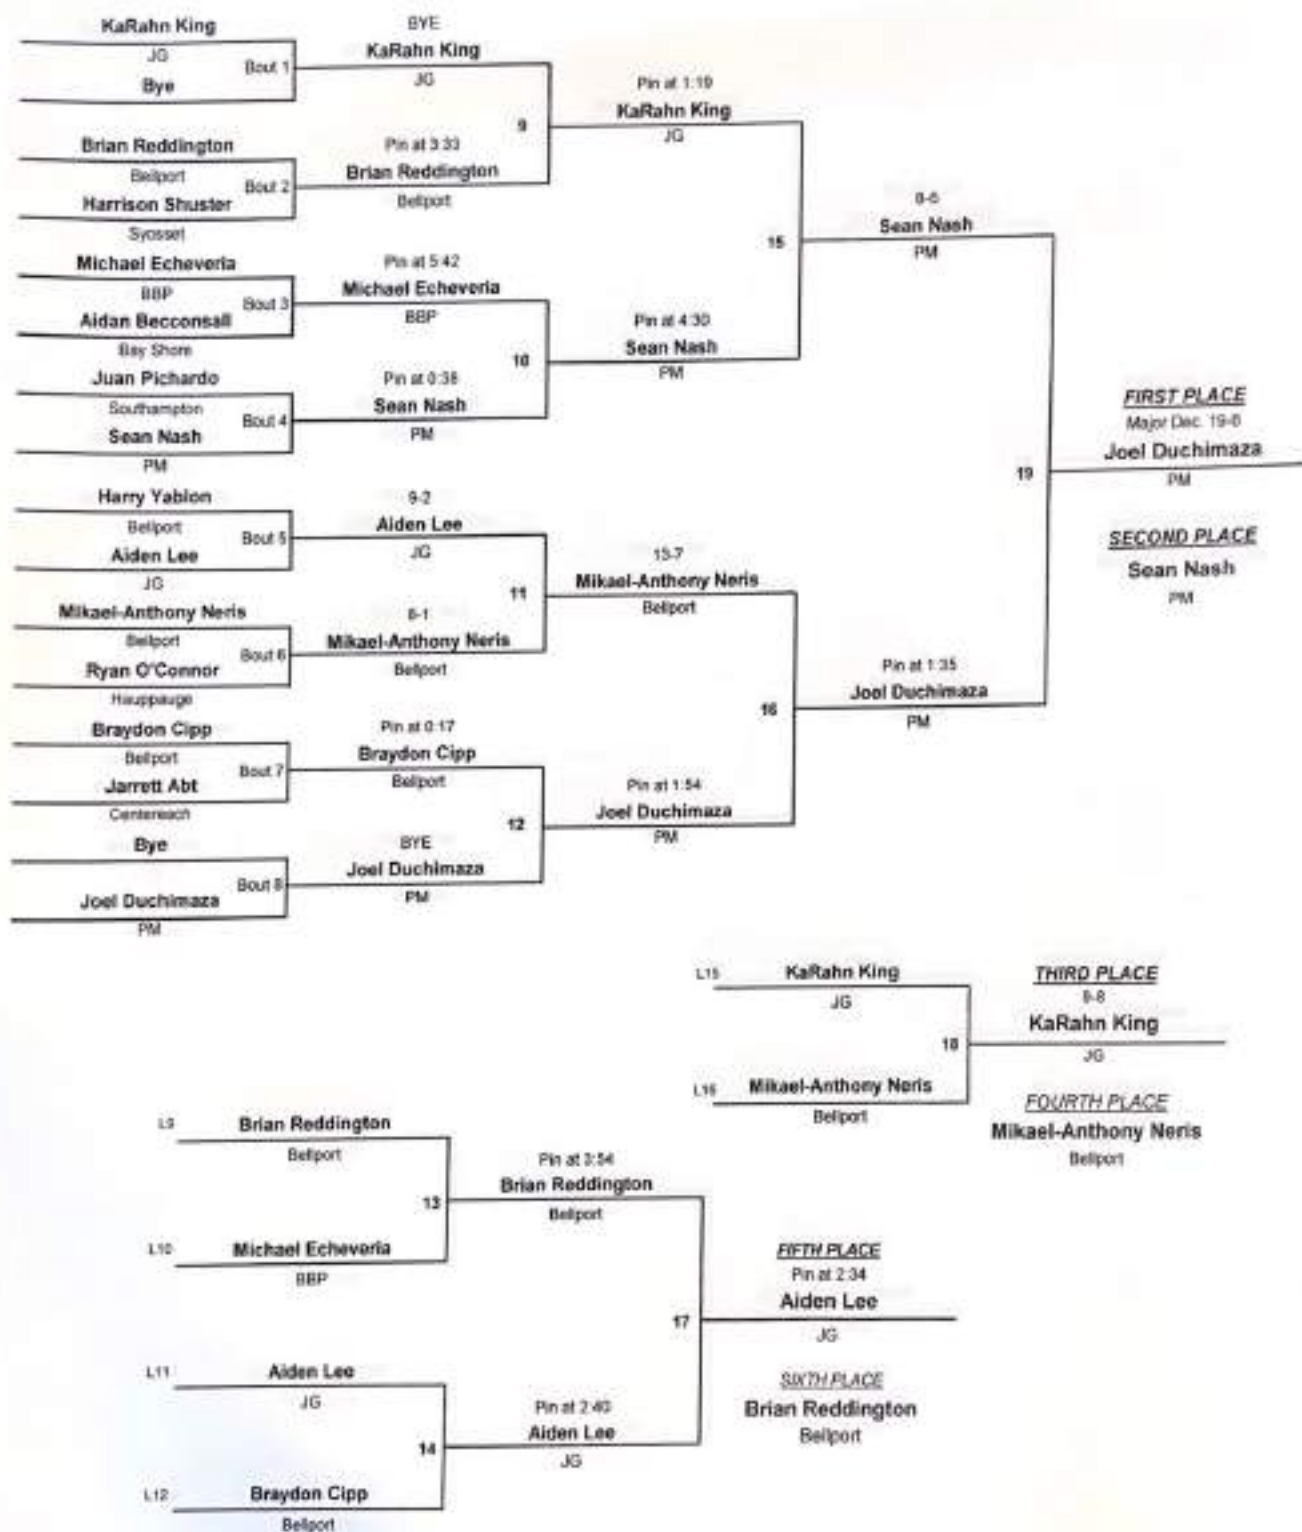 KaRahn King
JG
Bye
Bout 1
Brian Reddington
Bellport
Harrison Shuster
Syosset
Bout 2
Michael Echeveria
BBP
Aidan Becconsall
Bay Shore
Bout 3
Juan Pichardo
Southampton
Sean Nash
PM
Bout 4
Harry Yablon
Bellport
Aiden Lee
JG
Bout 5
Mikael-Anthony Neris
Bellport
Ryan O'Connor
Hauppauge
Bout 6
Braydon Cipp
Bellport
Jarrett Abt
Centereach
Bout 7
Bye
Joel Duchimaza
PM
Bout 8
BYE
KaRahn King
JG
9
Pin at 3:33
Brian Reddington
Bellport
Pin at 5:42
Michael Echeveria
BBP
10
Pin at 0:38
Sean Nash
PM
9-2
Aiden Lee
JG
11
Mikael-Anthony Neris
Bellport
Pin at 0:17
Braydon Cipp
Bellport
12
BYE
Joel Duchimaza
PM
Pin at 1:19
KaRahn King
JG
15
Pin at 4:30
Sean Nash
PM
Mikael-Anthony Neris
Bellport
16
Pin at 1:54
Joel Duchimaza
PM
Sean Nash
PM
19
Pin at 1:35
Joel Duchimaza
PM
FIRST PLACE
Major Dec.
Joel Duchimaza
PM
SECOND PLACE
Sean Nash
PM
L15
KaRahn King
JG
18
L16
Mikael-Anthony Neris
Bellport
THIRD PLACE
KaRahn King
JG
FOURTH PLACE
Mikael-Anthony Neris
Bellport
L9
Brian Reddington
Bellport
13
L10
Michael Echeveria
BBP
Pin at 3:54
Brian Reddington
Bellport
17
L11
Aiden Lee
JG
14
L12
Braydon Cipp
Bellport
Pin at 2:40
Aiden Lee
JG
FIFTH PLACE
Pin at 2:34
Aiden Lee
JG
SIXTH PLACE
Brian Reddington
Bellport